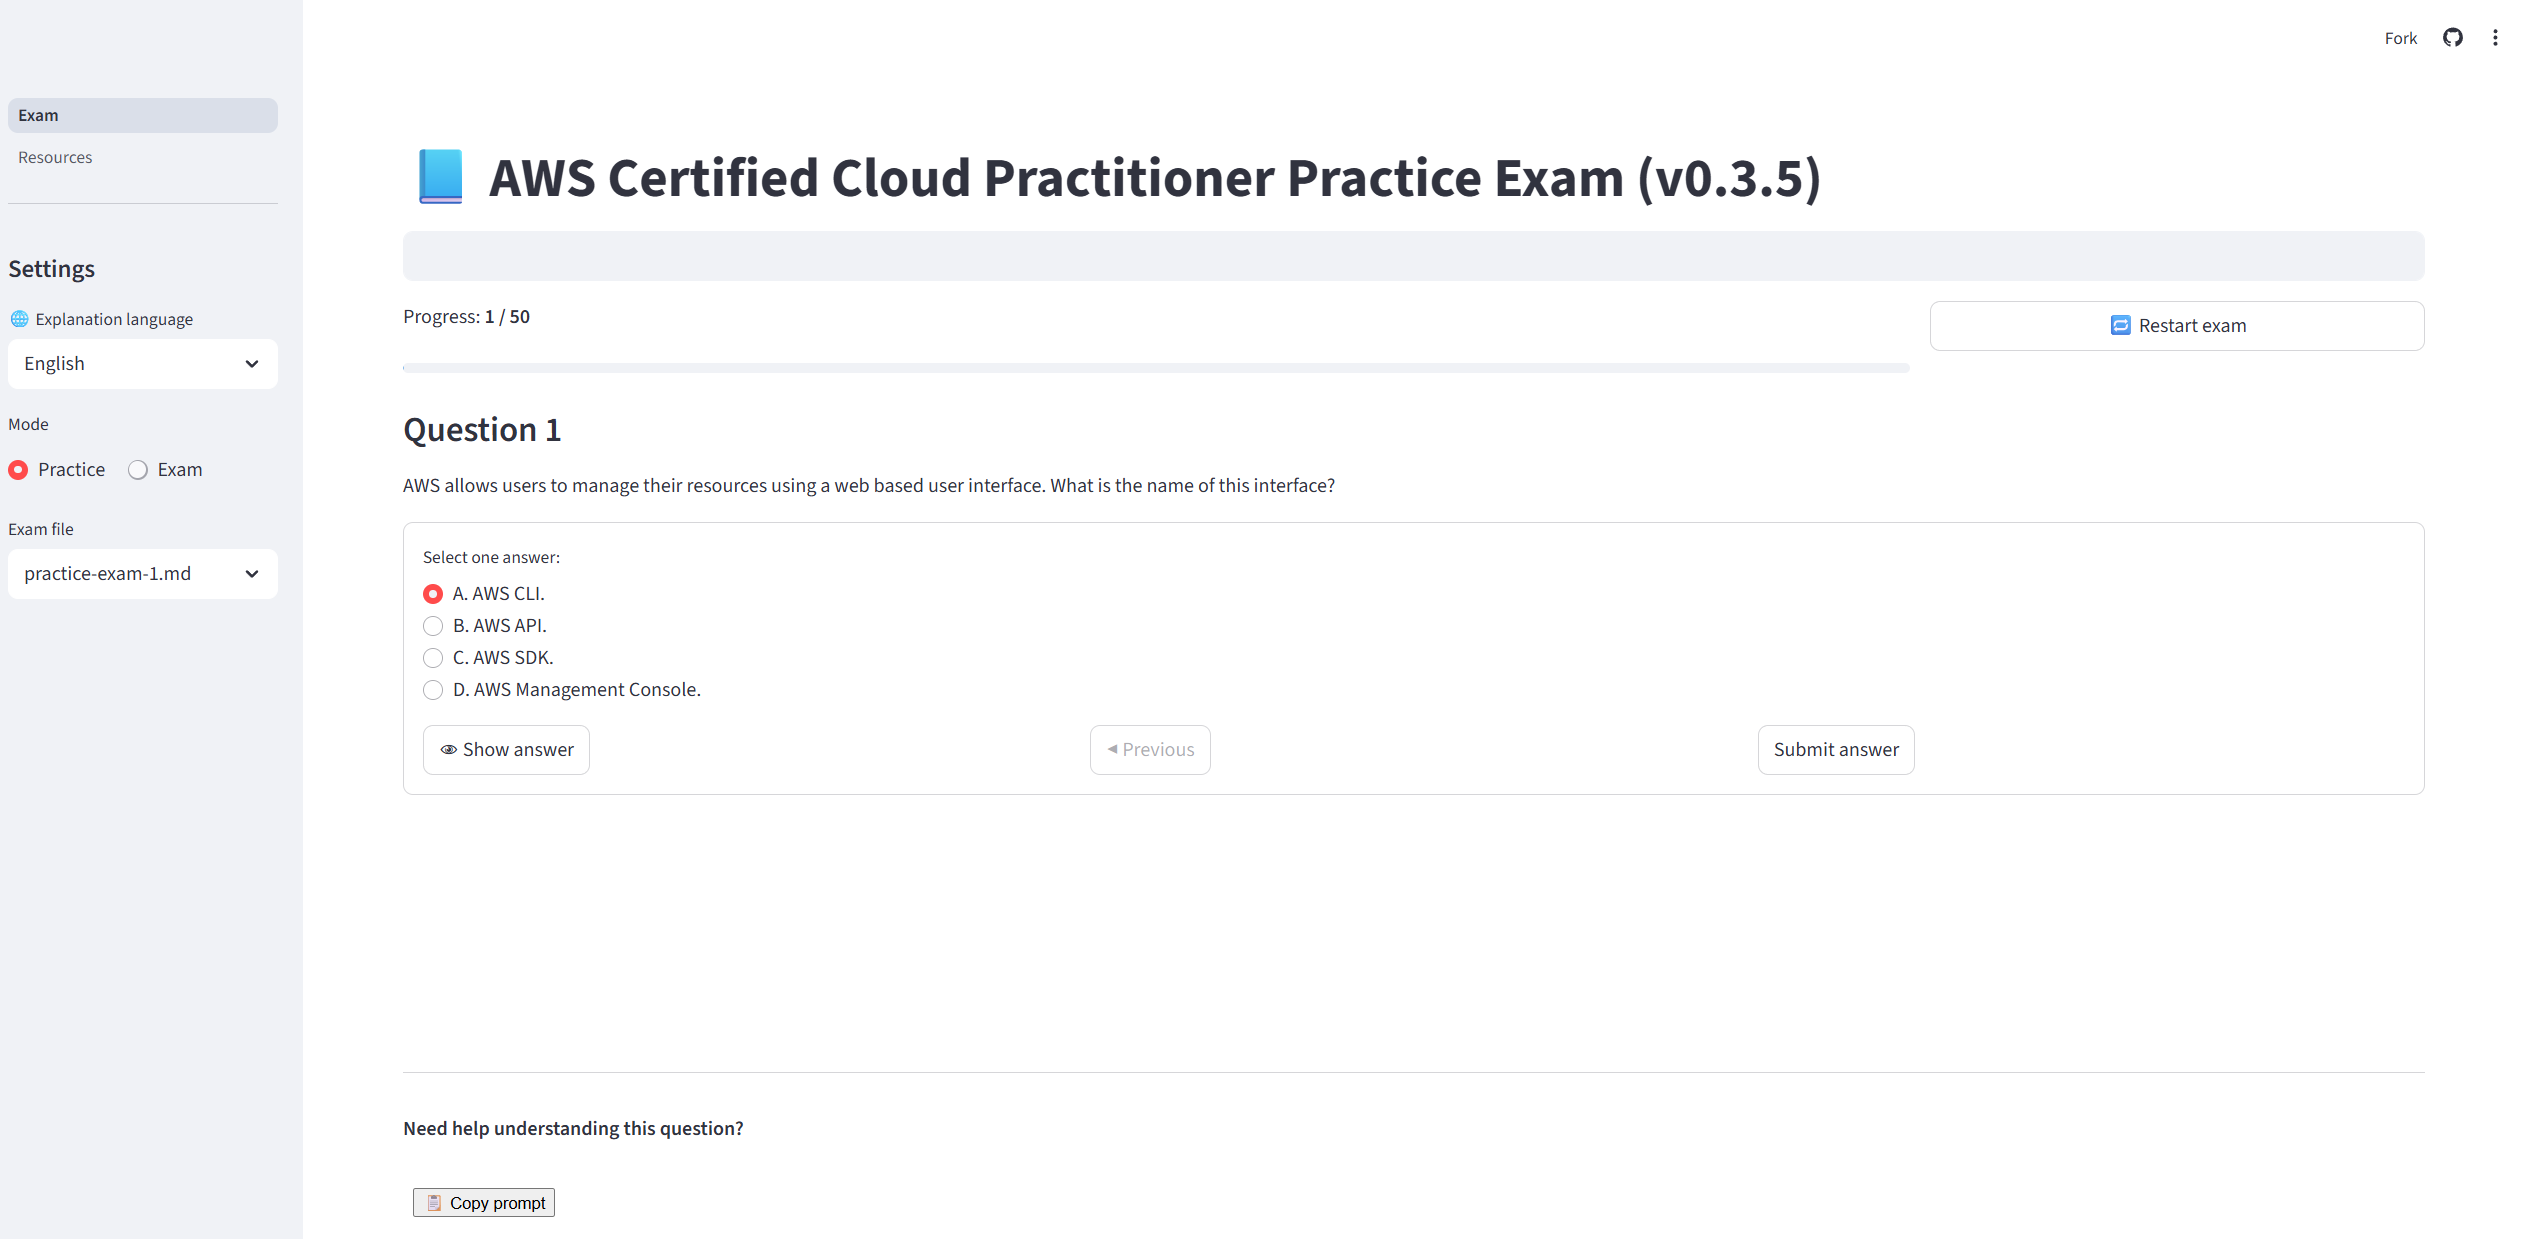 Fork
Exam
Resources
Settings
Explanation language
English
Mode
Practice
Exam
Exam file
practice-exam-1.md
AWS Certified Cloud Practitioner Practice Exam (v0.3.5)
Progress: 1 / 50
Restart exam
Question 1
AWS allows users to manage their resources using a web based user interface. What is the name of this interface?
Select one answer:
A. AWS CLI.
B. AWS API.
C. AWS SDK.
D. AWS Management Console.
Show answer
Previous
Submit answer
Need help understanding this question?
Copy prompt